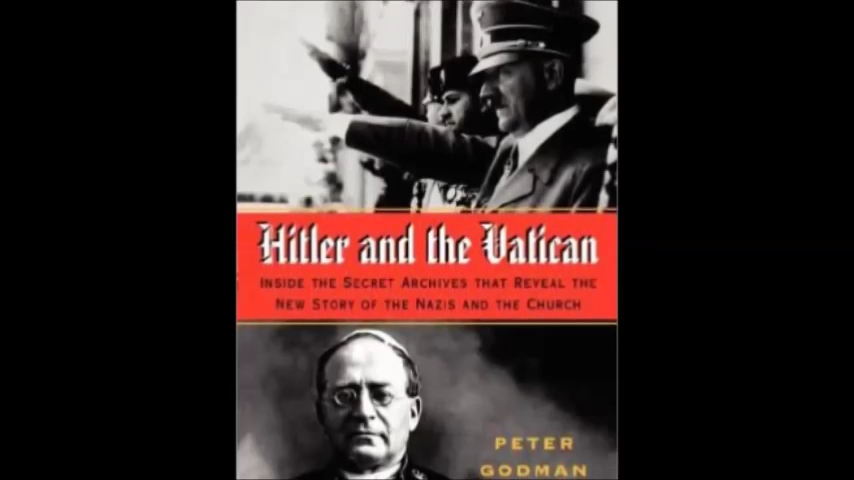 Hitler and the Vatican
INSIDE THE SECRET ARCHIVES THAT REVEAL THE
NEW STORY OF THE NAZIS AND THE CHURCH
PETER
GODMAN